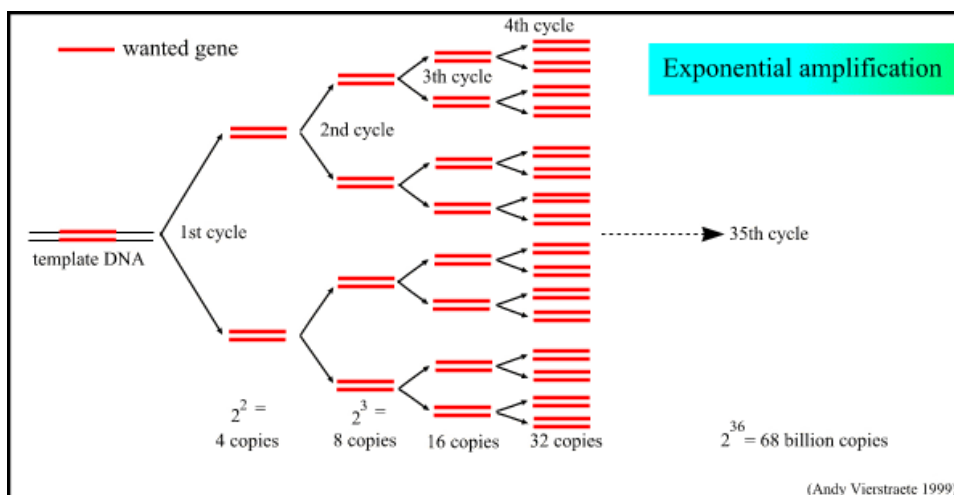 4th cycle
wanted gene
Exponential amplification
3th cycle
2nd cycle
1st cycle
35th cycle
template DNA
2^2 =
4 copies
2^3 =
8 copies
16 copies
32 copies
2^36 = 68 billion copies
(Andy Vierstraete 1999)